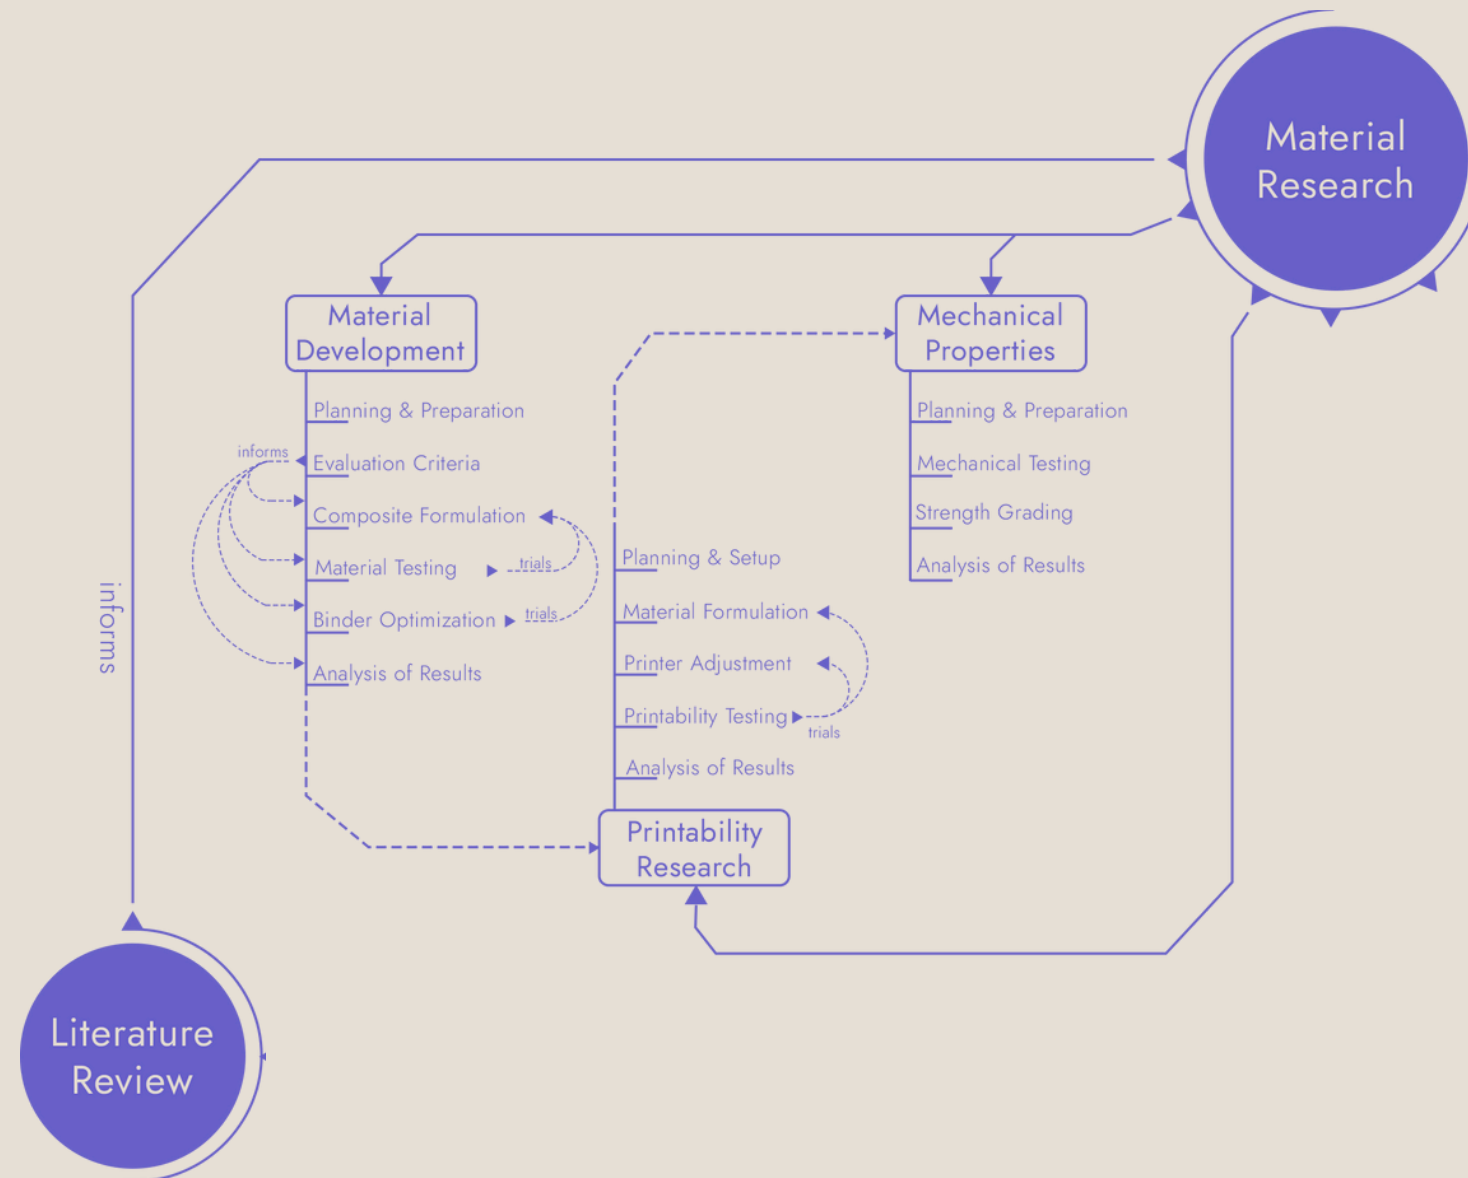 Material
Research
Material
Development
Planning & Preparation
informs
Evaluation Criteria
Composite Formulation
Material Testing
trials
Binder Optimization
trials
Analysis of Results
Mechanical
Properties
Planning & Preparation
Mechanical Testing
Strength Grading
Analysis of Results
Planning & Setup
Material Formulation
Printer Adjustment
Printability Testing
trials
Analysis of Results
Printability
Research
informs
Literature
Review